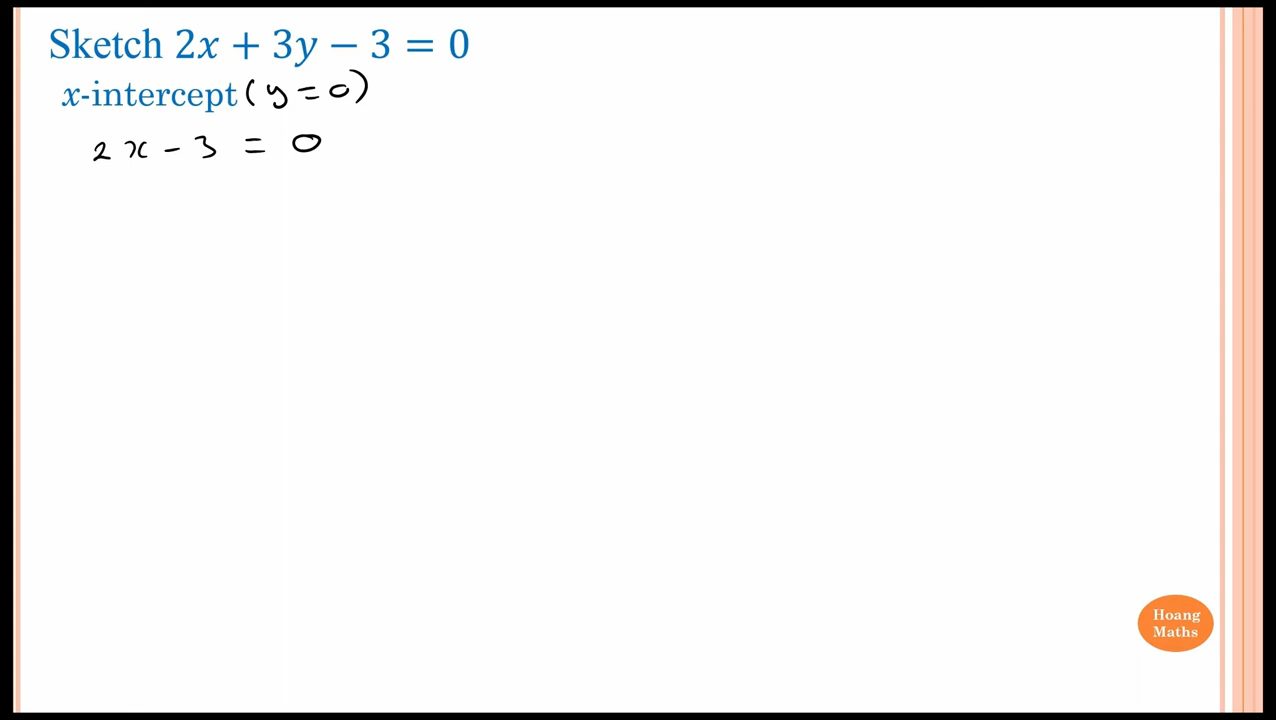 Sketch 2x + 3y − 3 = 0
x-intercept (y = 0)
2x − 3 = 0
Hoang
Maths